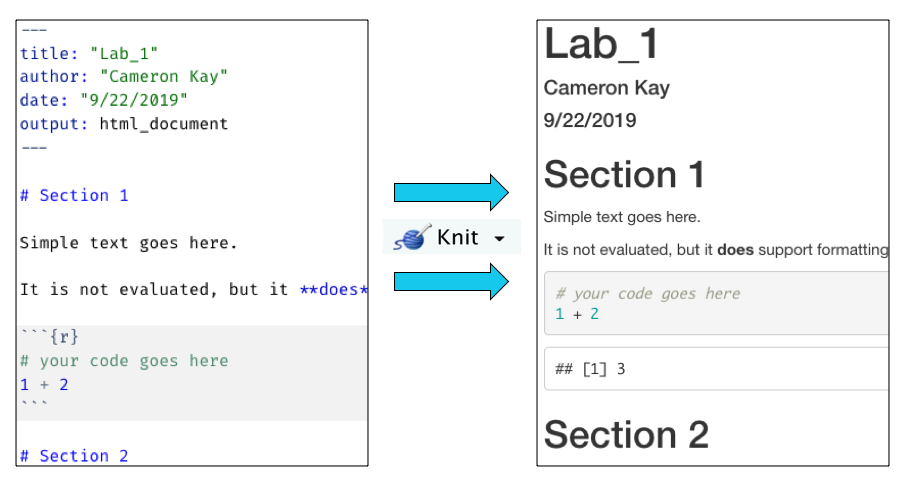 ---
title: "Lab_1"
author: "Cameron Kay"
date: "9/22/2019"
output: html_document
---
# Section 1
Simple text goes here.
It is not evaluated, but it **does*
```{r}
# your code goes here
1 + 2
```
# Section 2
Knit
Lab_1
Cameron Kay
9/22/2019
Section 1
Simple text goes here.
It is not evaluated, but it does support formatting
# your code goes here
1 + 2
## [1] 3
Section 2